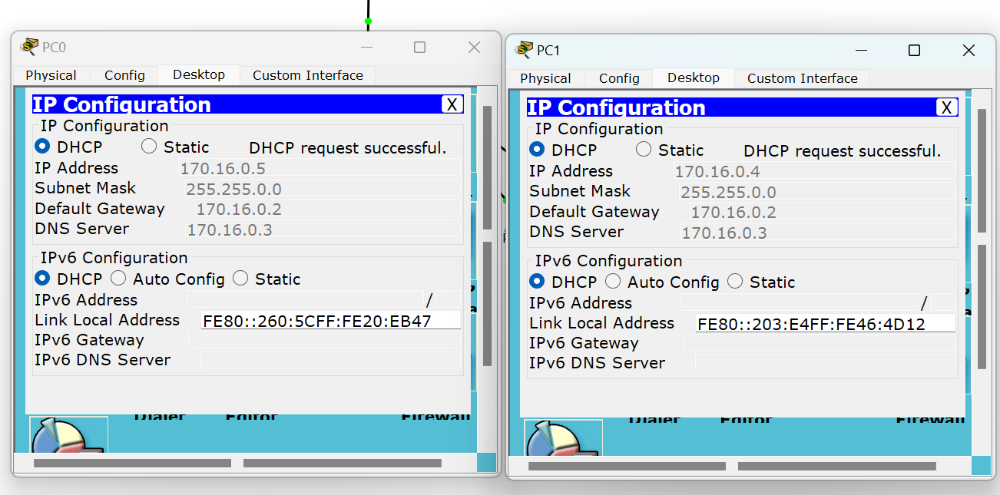 PC0
Physical Config Desktop Custom Interface
IP Configuration X
IP Configuration
DHCP Static DHCP request successful.
IP Address 170.16.0.5
Subnet Mask 255.255.0.0
Default Gateway 170.16.0.2
DNS Server 170.16.0.3
IPv6 Configuration
DHCP Auto Config Static
IPv6 Address /
Link Local Address FE80::260:5CFF:FE20:EB47
IPv6 Gateway
IPv6 DNS Server
Dialer Editor Firewall
PC1
Physical Config Desktop Custom Interface
IP Configuration X
IP Configuration
DHCP Static DHCP request successful.
IP Address 170.16.0.4
Subnet Mask 255.255.0.0
Default Gateway 170.16.0.2
DNS Server 170.16.0.3
IPv6 Configuration
DHCP Auto Config Static
IPv6 Address /
Link Local Address FE80::203:E4FF:FE46:4D12
IPv6 Gateway
IPv6 DNS Server
Dialer Editor Firewall